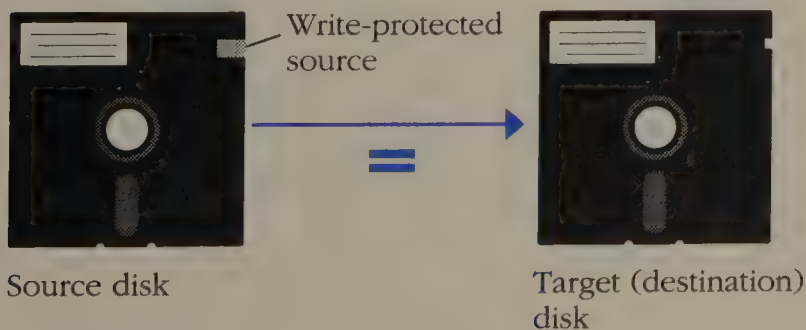 Write-protected
source
Source disk
Target (destination)
disk